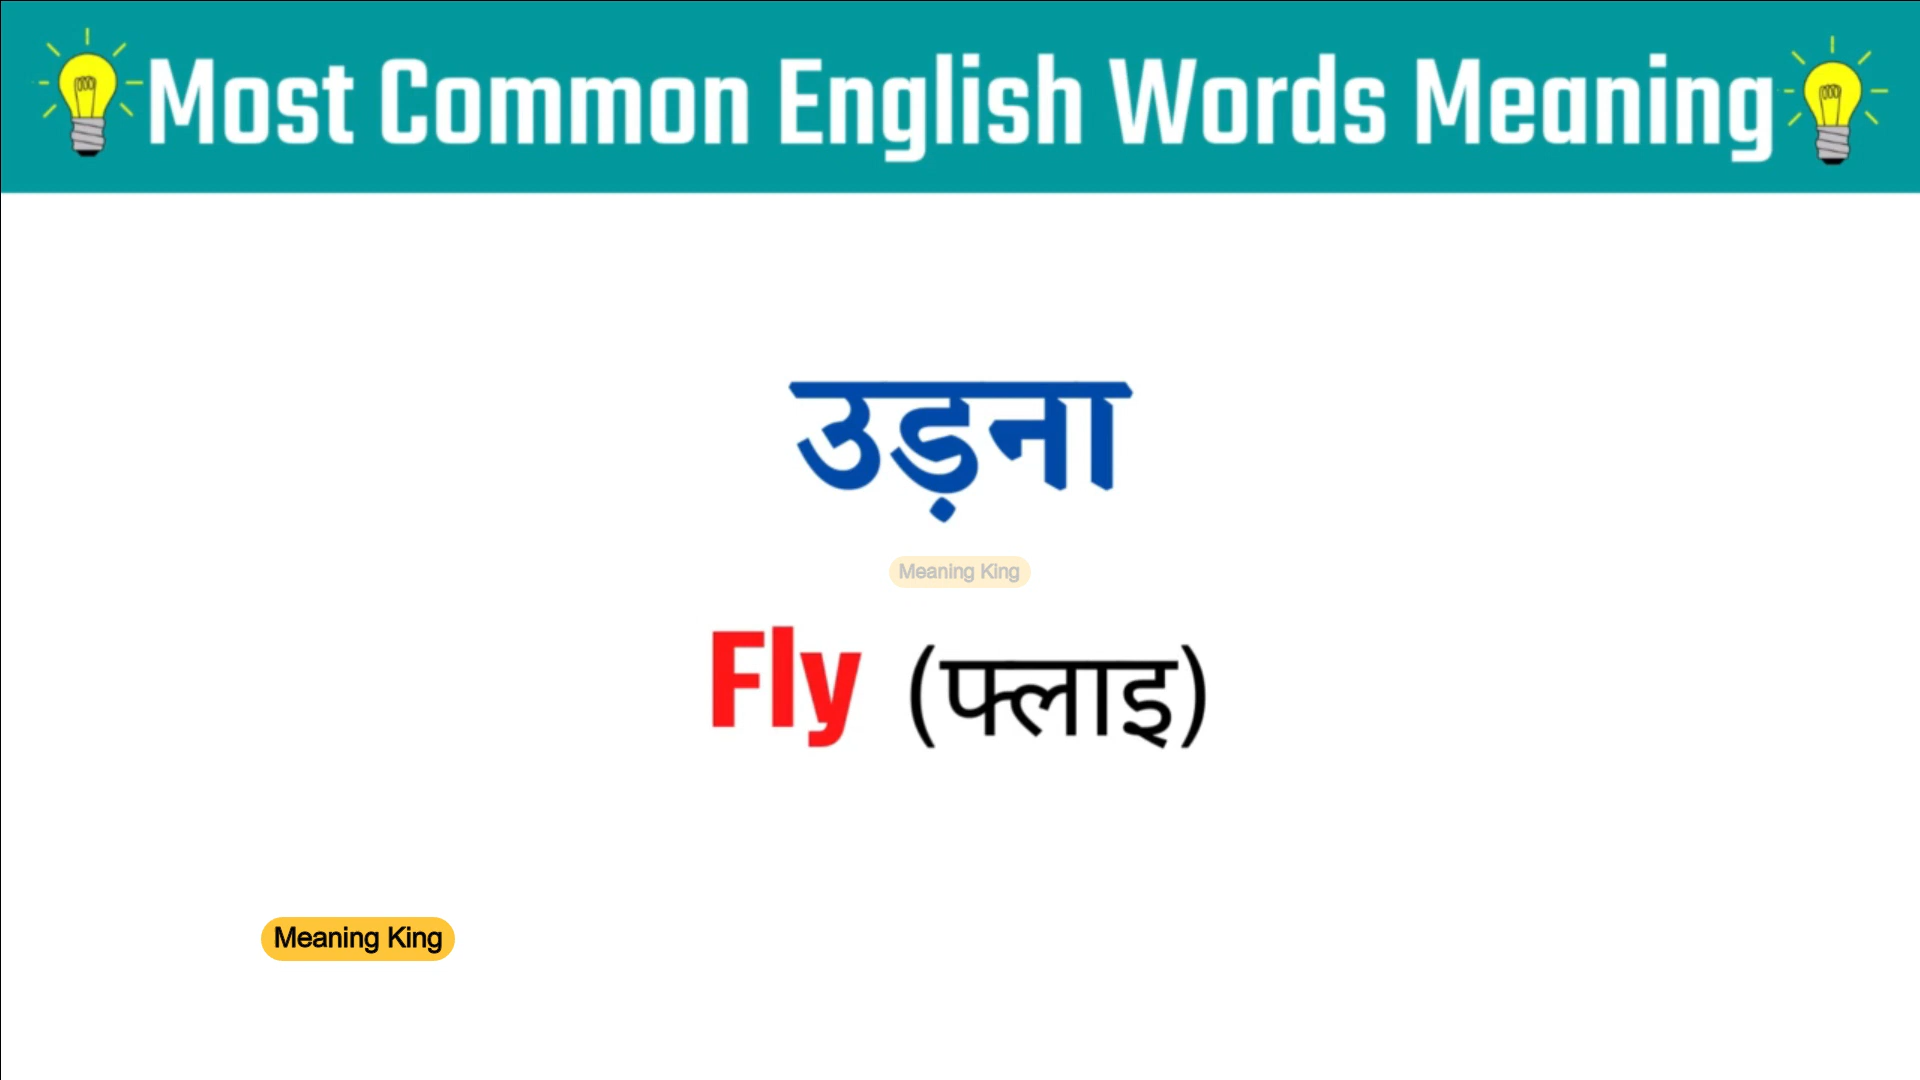 Most Common English Words Meaning
उड़ना
Meaning King
Fly (फ्लाइ)
Meaning King